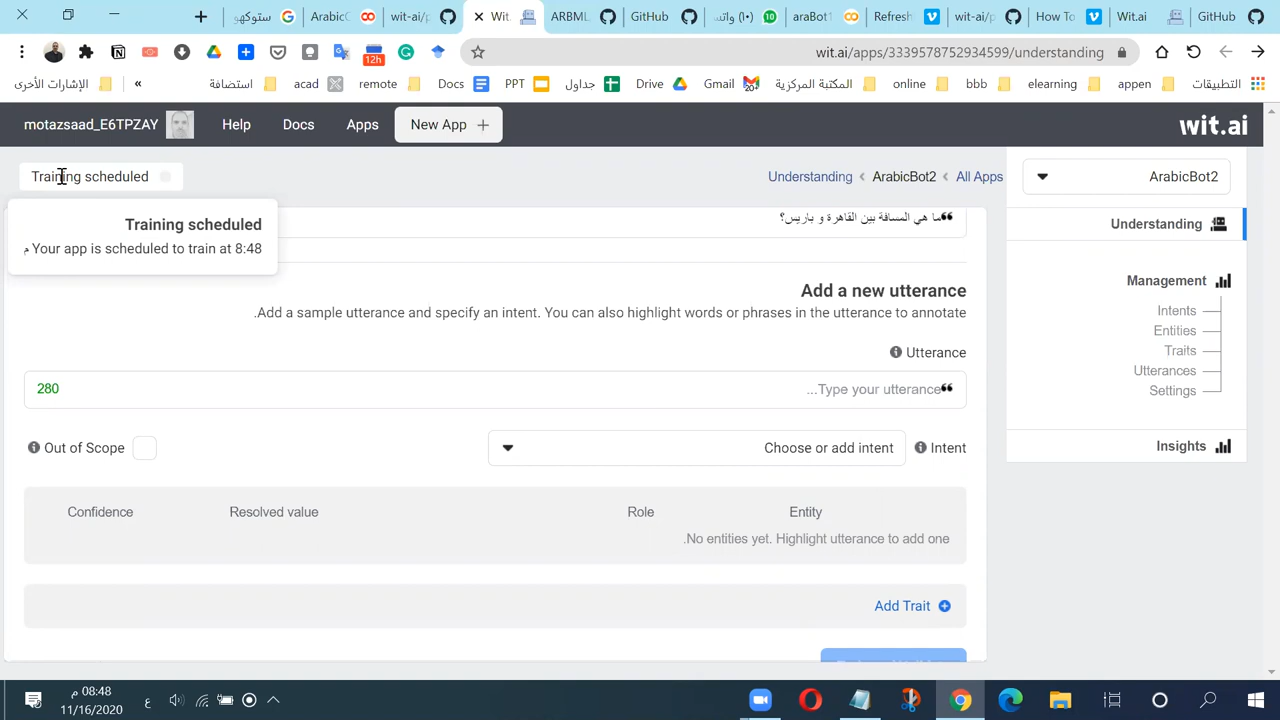 ستوكهو
ArabicC
wit-ai/p
Wit.
ARBML
GitHub
(١٠) واتس
araBot1
Refresh
wit-ai/p
How To
Wit.ai
GitHub
12h
wit.ai/apps/3339578752934599/understanding
التطبيقات
appen
elearning
bbb
online
المكتبة المركزية
Gmail
20+
Drive
جداول
PPT
Docs
remote
acad
استضافة
»
الإشارات الأخرى
motazsaad_E6TPZAY
Help
Docs
Apps
New App +
wit.ai
Training scheduled
Understanding < ArabicBot2 < All Apps
ArabicBot2
Training scheduled
Your app is scheduled to train at 8:48 م
ما هي المسافة بين القاهرة و باريس؟
Understanding
Management
Intents
Entities
Traits
Utterances
Settings
Insights
Add a new utterance
.Add a sample utterance and specify an intent. You can also highlight words or phrases in the utterance to annotate
Utterance
280
...Type your utterance
Out of Scope
Choose or add intent
Intent
Confidence
Resolved value
Role
Entity
.No entities yet. Highlight utterance to add one
Add Trait
08:48 م
11/16/2020
ع
10